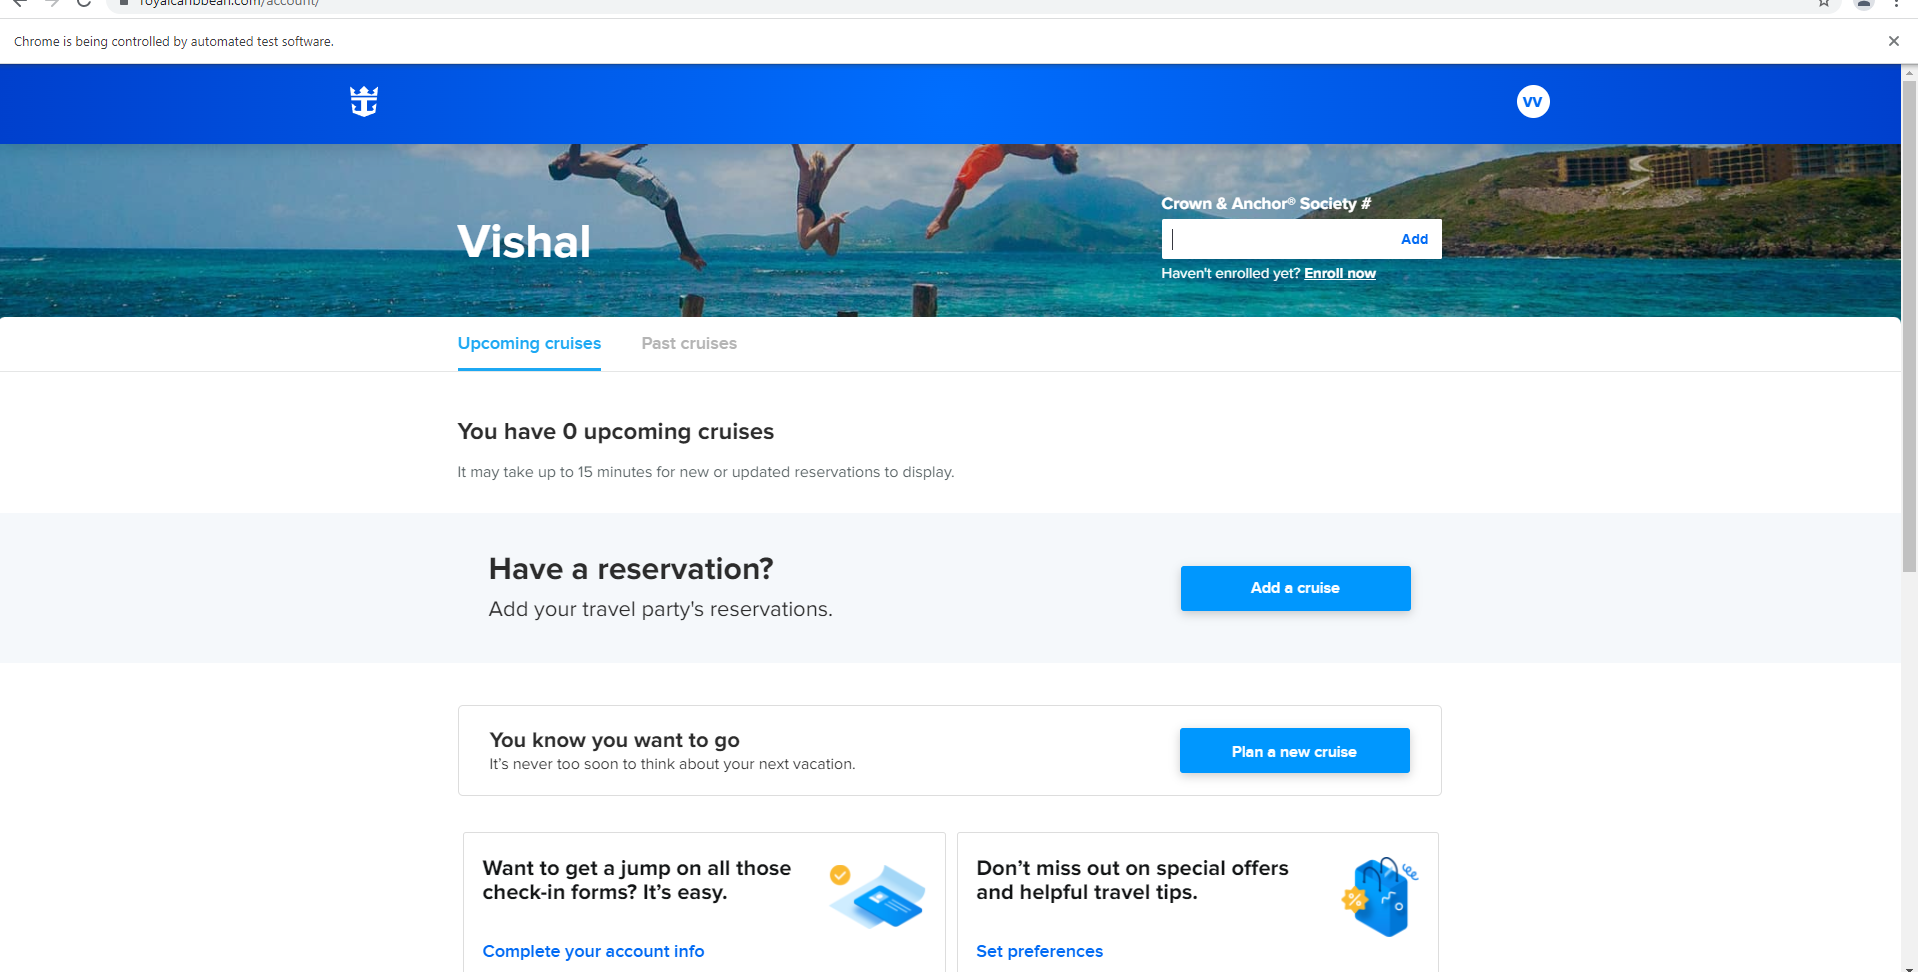 royalcaribbean.com/account/
Chrome is being controlled by automated test software.
VV
Crown & Anchor® Society #
Vishal
Add
Haven't enrolled yet? Enroll now
Upcoming cruises Past cruises
You have 0 upcoming cruises
It may take up to 15 minutes for new or updated reservations to display.
Have a reservation?
Add your travel party's reservations.
Add a cruise
You know you want to go
It’s never too soon to think about your next vacation.
Plan a new cruise
Want to get a jump on all those
check-in forms? It’s easy.
Complete your account info
Don’t miss out on special offers
and helpful travel tips.
Set preferences